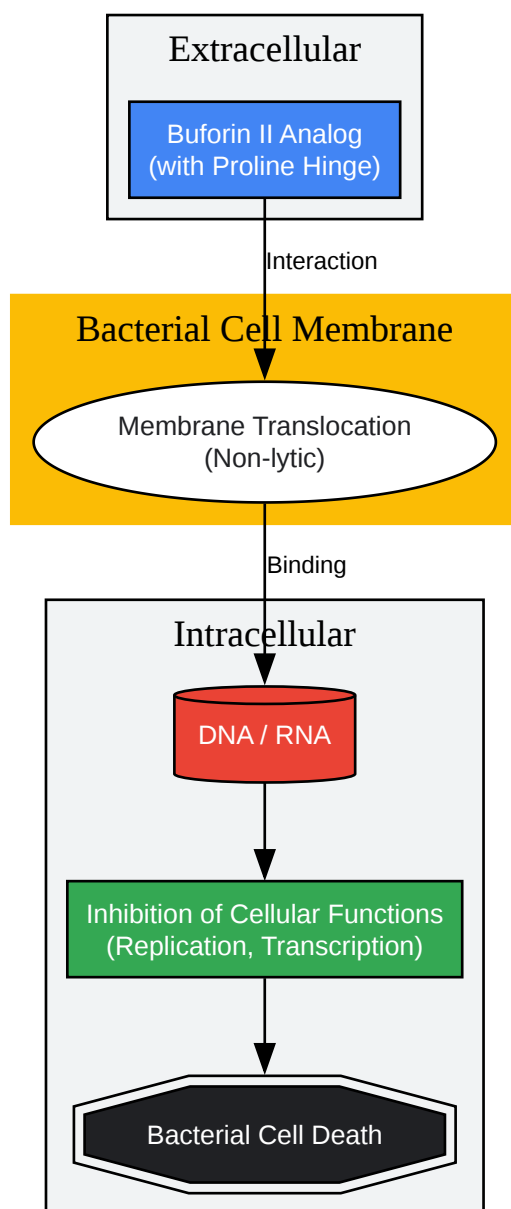 Extracellular
Buforin II Analog
(with Proline Hinge)
Interaction
Bacterial Cell Membrane
Membrane Translocation
(Non-lytic)
Binding
Intracellular
DNA / RNA
Inhibition of Cellular Functions
(Replication, Transcription)
Bacterial Cell Death